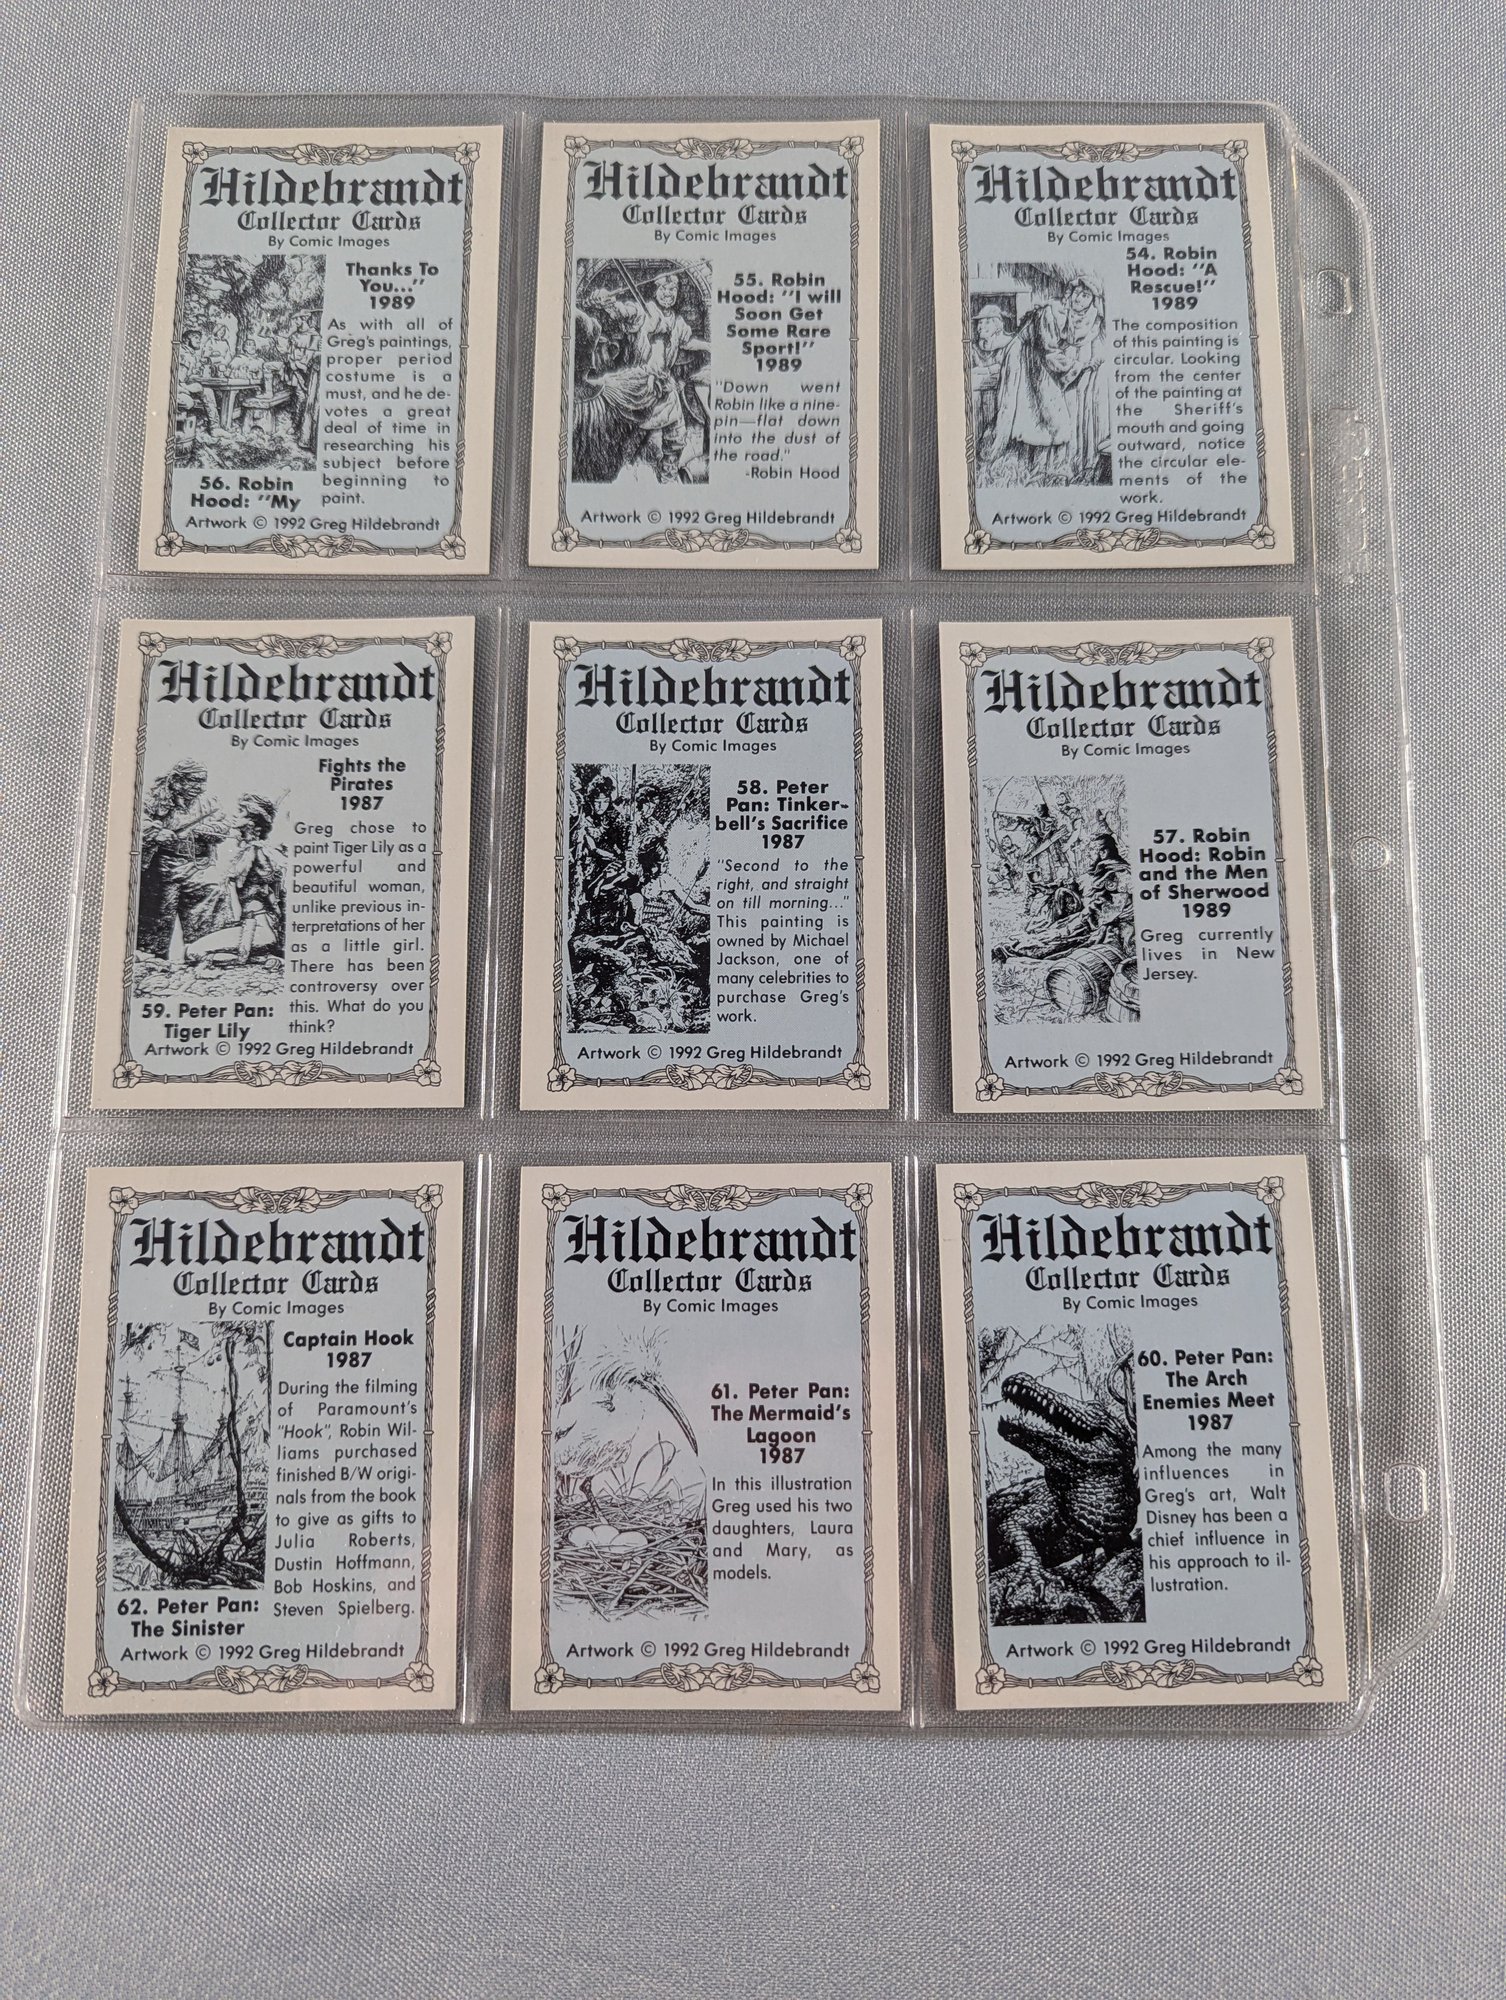 Hildebrandt
Collector Cards
By Comic Images
Thanks To
You..."
1989
As with all of
Greg's paintings,
proper period
costume is a
must, and he de-
votes a great
deal of time in
researching his
subject before
beginning to
paint.
56. Robin
Hood: "My
Artwork © 1992 Greg Hildebrandt
Hildebrandt
Collector Cards
By Comic Images
55. Robin
Hood: "I will
Soon Get
Some Rare
Sport!"
1989
"Down went
Robin like a nine-
pin—flat down
into the dust of
the road."
-Robin Hood
Artwork © 1992 Greg Hildebrandt
Hildebrandt
Collector Cards
By Comic Images
54. Robin
Hood: "A
Rescue!"
1989
The composition
of this painting is
circular. Looking
from the center
of the painting at
the Sheriff's
mouth and going
outward, notice
the circular ele-
ments of the
work.
Artwork © 1992 Greg Hildebrandt
Hildebrandt
Collector Cards
By Comic Images
Fights the
Pirates
1987
Greg chose to
paint Tiger Lily as a
powerful and
beautiful woman,
unlike previous in-
terpretations of her
as a little girl.
There has been
controversy over
this. What do you
think?
59. Peter Pan:
Tiger Lily
Artwork © 1992 Greg Hildebrandt
Hildebrandt
Collector Cards
By Comic Images
58. Peter
Pan: Tinker-
bell's Sacrifice
1987
"Second to the
right, and straight
on till morning..."
This painting is
owned by Michael
Jackson, one of
many celebrities to
purchase Greg's
work.
Artwork © 1992 Greg Hildebrandt
Hildebrandt
Collector Cards
By Comic Images
57. Robin
Hood: Robin
and the Men
of Sherwood
1989
Greg currently
lives in New
Jersey.
Artwork © 1992 Greg Hildebrandt
Hildebrandt
Collector Cards
By Comic Images
Captain Hook
1987
During the filming
of Paramount's
"Hook", Robin Wil-
liams purchased
finished B/W origi-
nals from the book
to give as gifts to
Julia Roberts,
Dustin Hoffmann,
Bob Hoskins, and
Steven Spielberg.
62. Peter Pan:
The Sinister
Artwork © 1992 Greg Hildebrandt
Hildebrandt
Collector Cards
By Comic Images
61. Peter Pan:
The Mermaid's
Lagoon
1987
In this illustration
Greg used his two
daughters, Laura
and Mary, as
models.
Artwork © 1992 Greg Hildebrandt
Hildebrandt
Collector Cards
By Comic Images
60. Peter Pan:
The Arch
Enemies Meet
1987
Among the many
influences in
Greg's art, Walt
Disney has been a
chief influence in
his approach to il-
lustration.
Artwork © 1992 Greg Hildebrandt